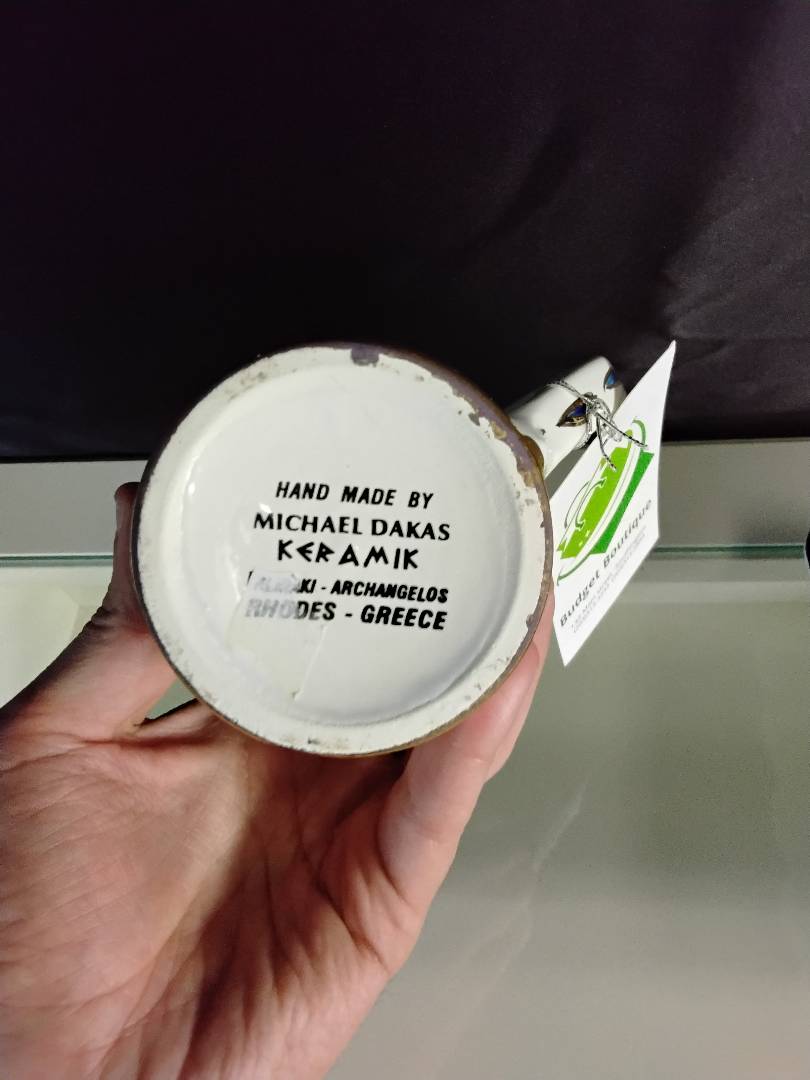 HAND MADE BY
MICHAEL DAKAS
KERAMIK
- ARCHANGELOS
RHODES - GREECE
Budget Boutique